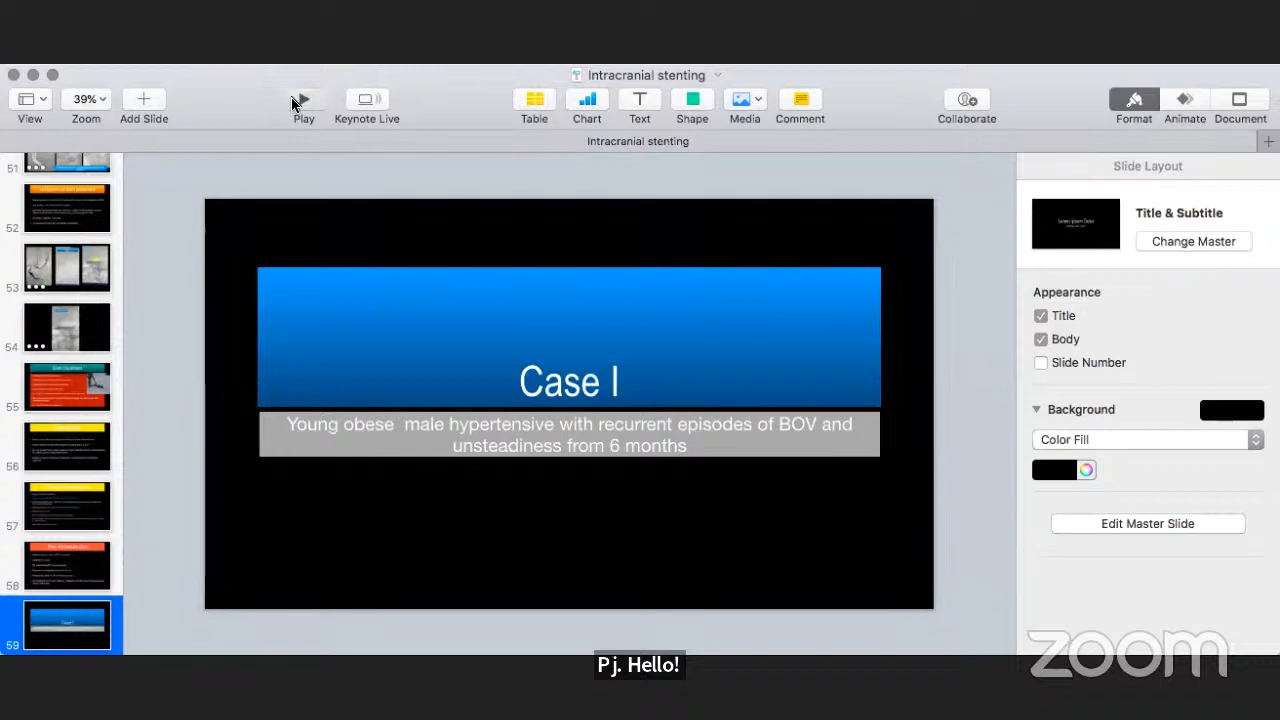 Intracranial stenting
39%
View
Zoom
Add Slide
Play
Keynote Live
Table
Chart
Text
Shape
Media
Comment
Collaborate
Format
Animate
Document
Intracranial stenting
Slide Layout
51
52
53
54
55
56
57
58
59
Case I
Young obese male hypertensive with recurrent episodes of BOV and
unsteadiness from 6 months
Title & Subtitle
Change Master
Appearance
Title
Body
Slide Number
Background
Color Fill
Edit Master Slide
zoom
Pj. Hello!